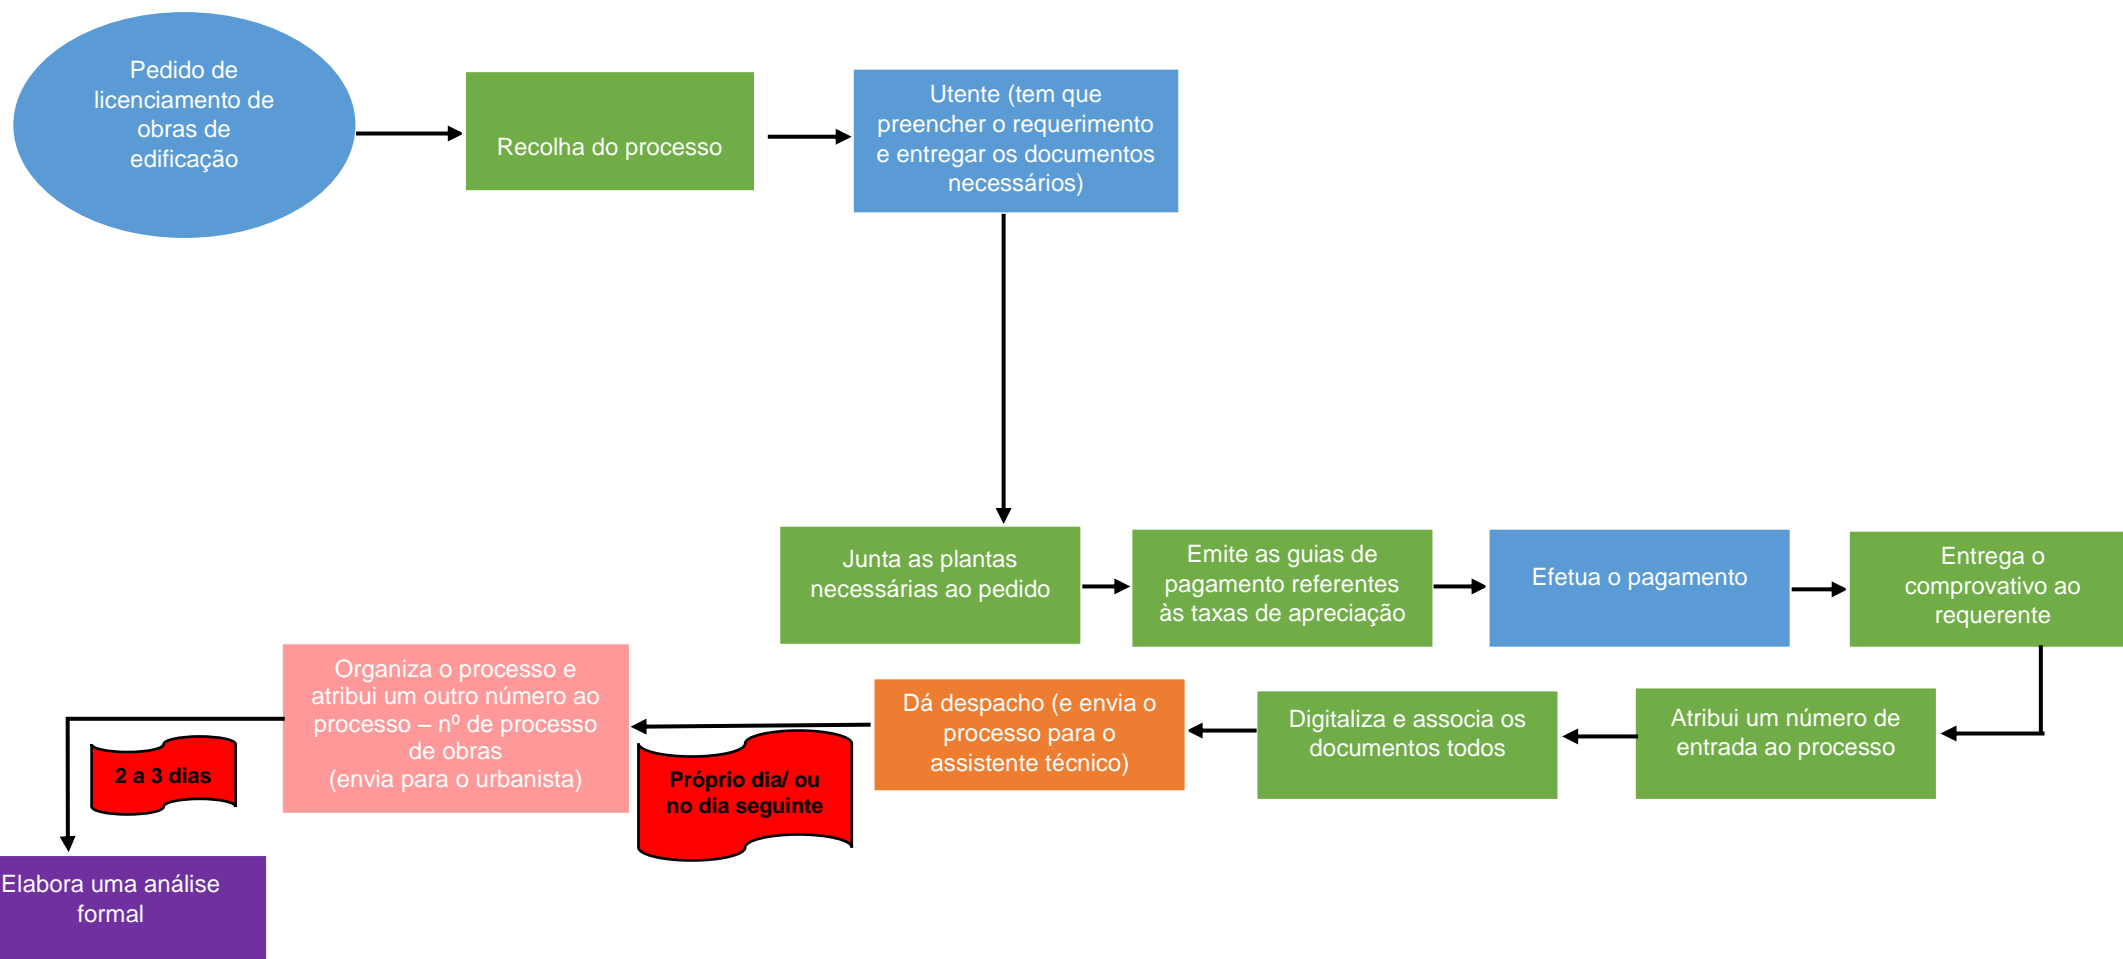 Pedido de
licenciamento de
obras de
edificação
Recolha do processo
Utente (tem que
preencher o requerimento
e entregar os documentos
necessários)
Junta as plantas
necessárias ao pedido
Emite as guias de
pagamento referentes
às taxas de apreciação
Efetua o pagamento
Entrega o
comprovativo ao
requerente
Atribui um número de
entrada ao processo
Digitaliza e associa os
documentos todos
Dá despacho (e envia o
processo para o
assistente técnico)
Próprio dia/ ou
no dia seguinte
Organiza o processo e
atribui um outro número ao
processo – nº de processo
de obras
(envia para o urbanista)
2 a 3 dias
Elabora uma análise
formal